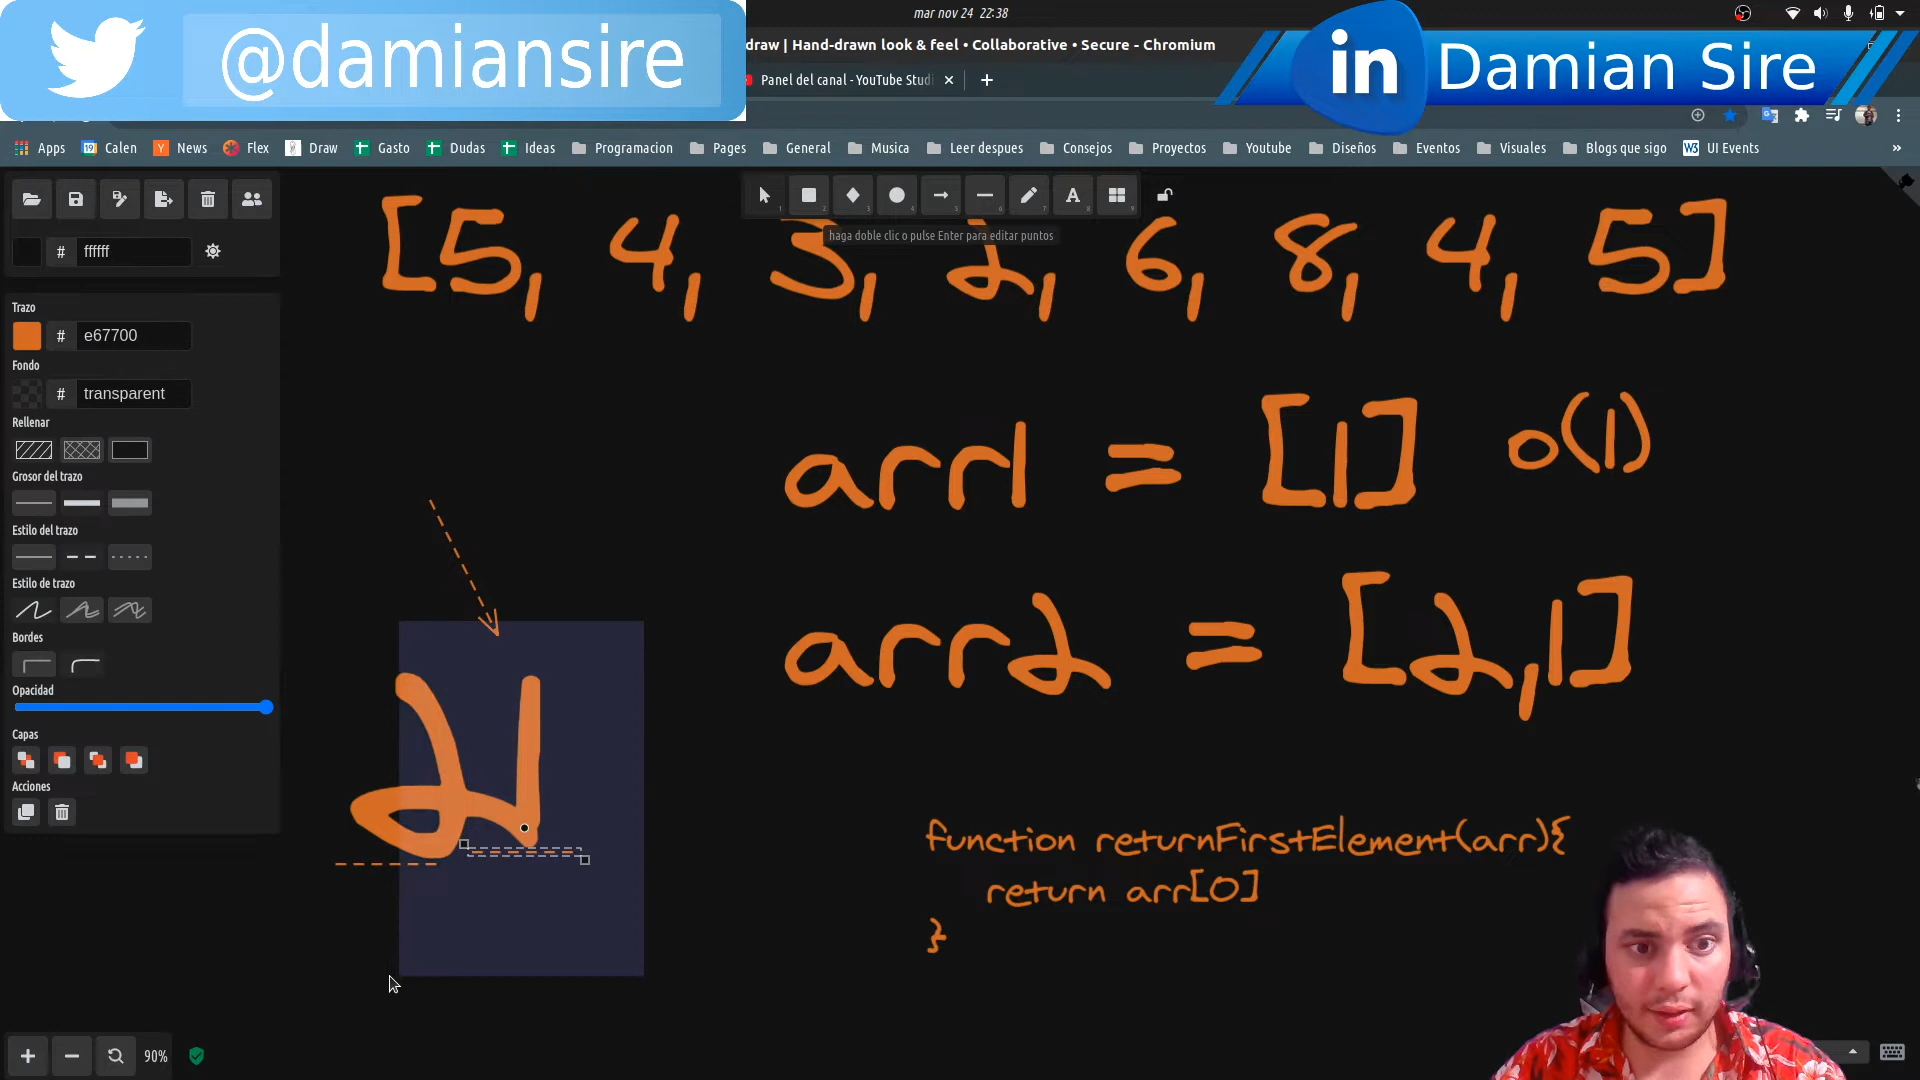 @damiansire
mar nov 24 22:38
draw | Hand-drawn look & feel • Collaborative • Secure - Chromium
in Damian Sire
Panel del canal - YouTube Studi
Apps
19 Calen
Y News
Flex
Draw
Gasto
Dudas
Ideas
Programacion
Pages
General
Musica
Leer despues
Consejos
Proyectos
Youtube
Diseños
Eventos
Visuales
Blogs que sigo
W3 UI Events
»
# ffffff
haga doble clic o pulse Enter para editar puntos
[5, 4, 3, 2, 6, 8, 4, 5]
Trazo
# e67700
Fondo
# transparent
Rellenar
Grosor del trazo
Estilo del trazo
Estilo de trazo
Bordes
Opacidad
Capas
Acciones
arr1 = [1] o(1)
arr2 = [2,1]
21
function returnFirstElement(arr){
return arr[0]
}
90%